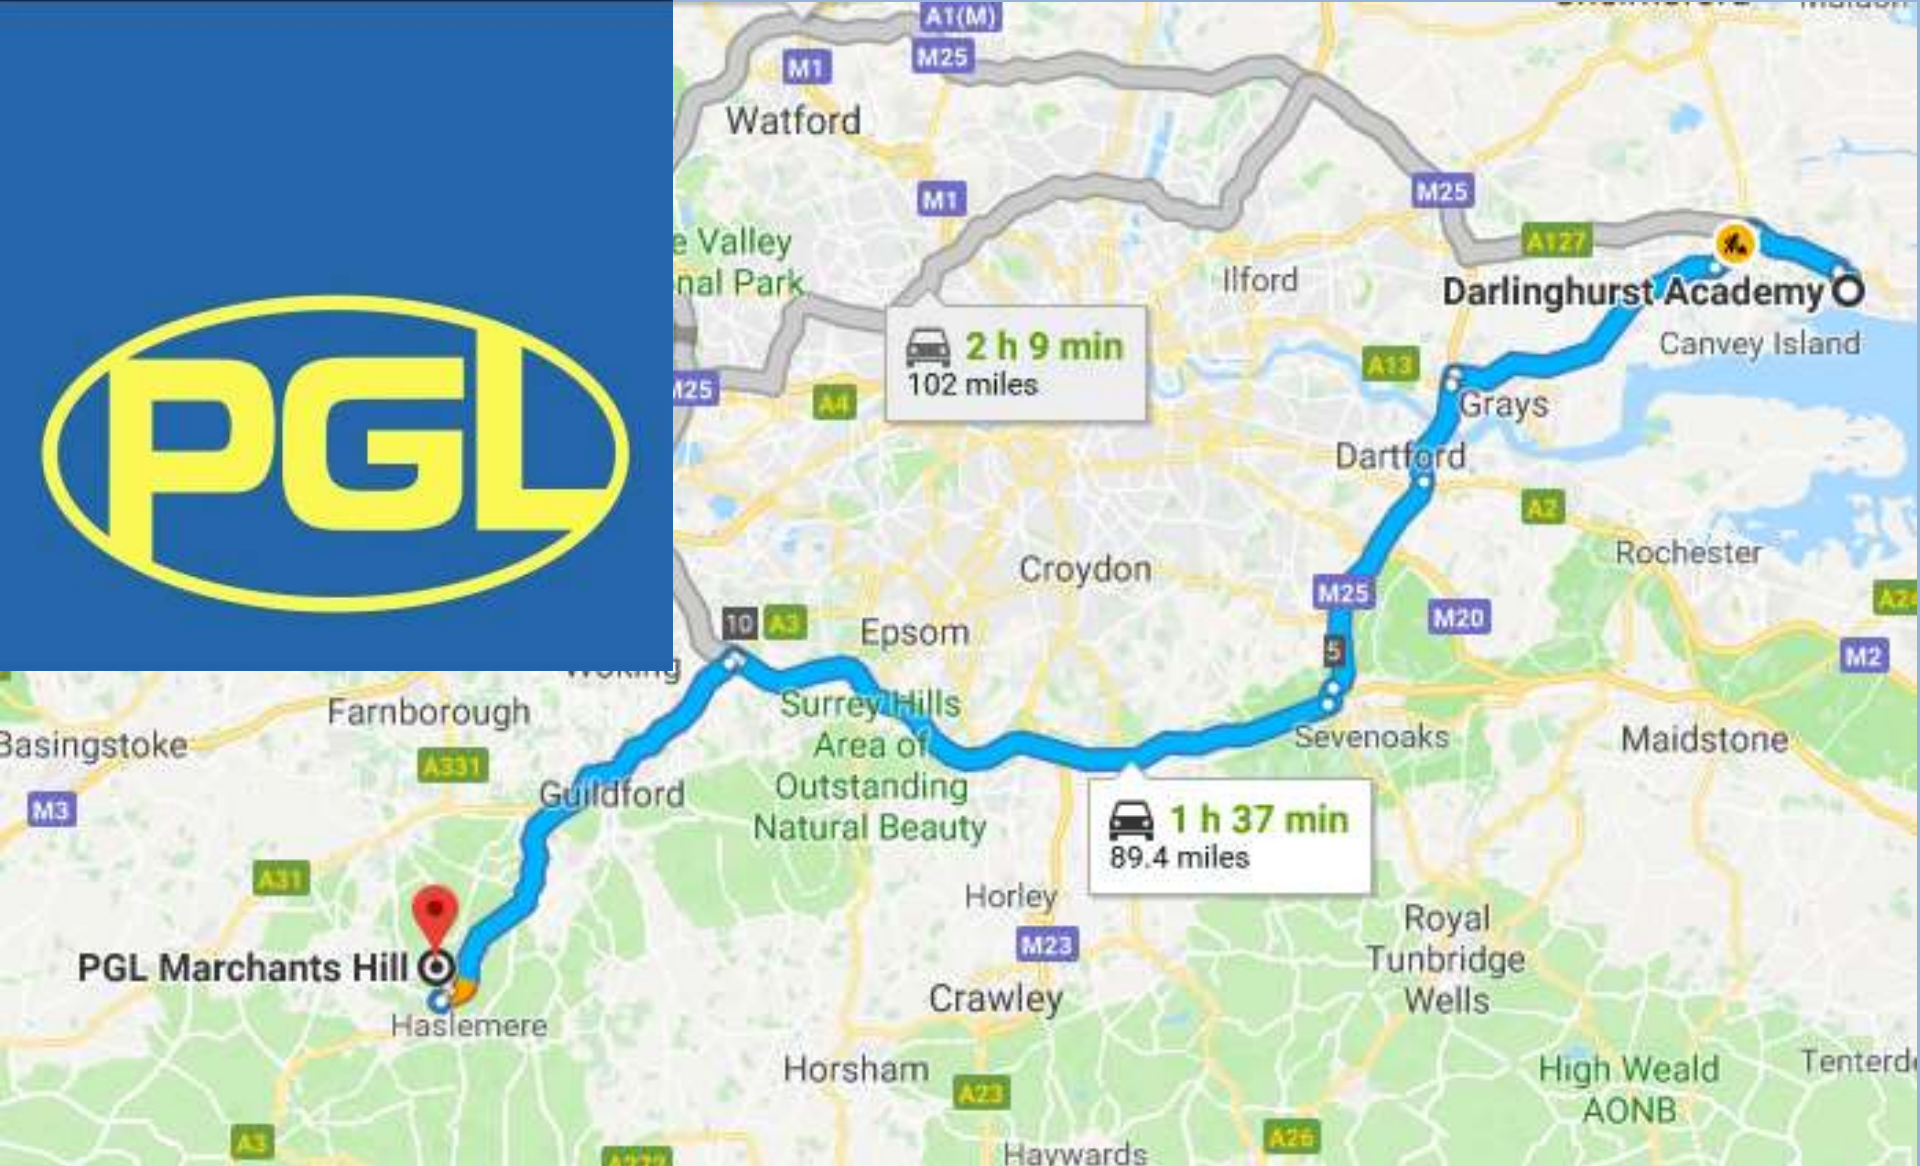 A1(M)
M25
M1
Watford
M1
M25
e Valley
nal Park
A127
Ilford
Darlinghurst Academy
Canvey Island
2 h 9 min
102 miles
M25
A4
A13
Grays
Dartford
A2
PGL
Croydon
Rochester
M25
M20
10
A3
Epsom
5
M2
Woking
Farnborough
Surrey Hills
Area of
Outstanding
Natural Beauty
Basingstoke
A331
Sevenoaks
Maidstone
Guildford
M3
1 h 37 min
89.4 miles
A31
Horley
Royal
Tunbridge
Wells
M23
PGL Marchants Hill
Crawley
Haslemere
Horsham
High Weald
AONB
A23
A3
A26
Haywards